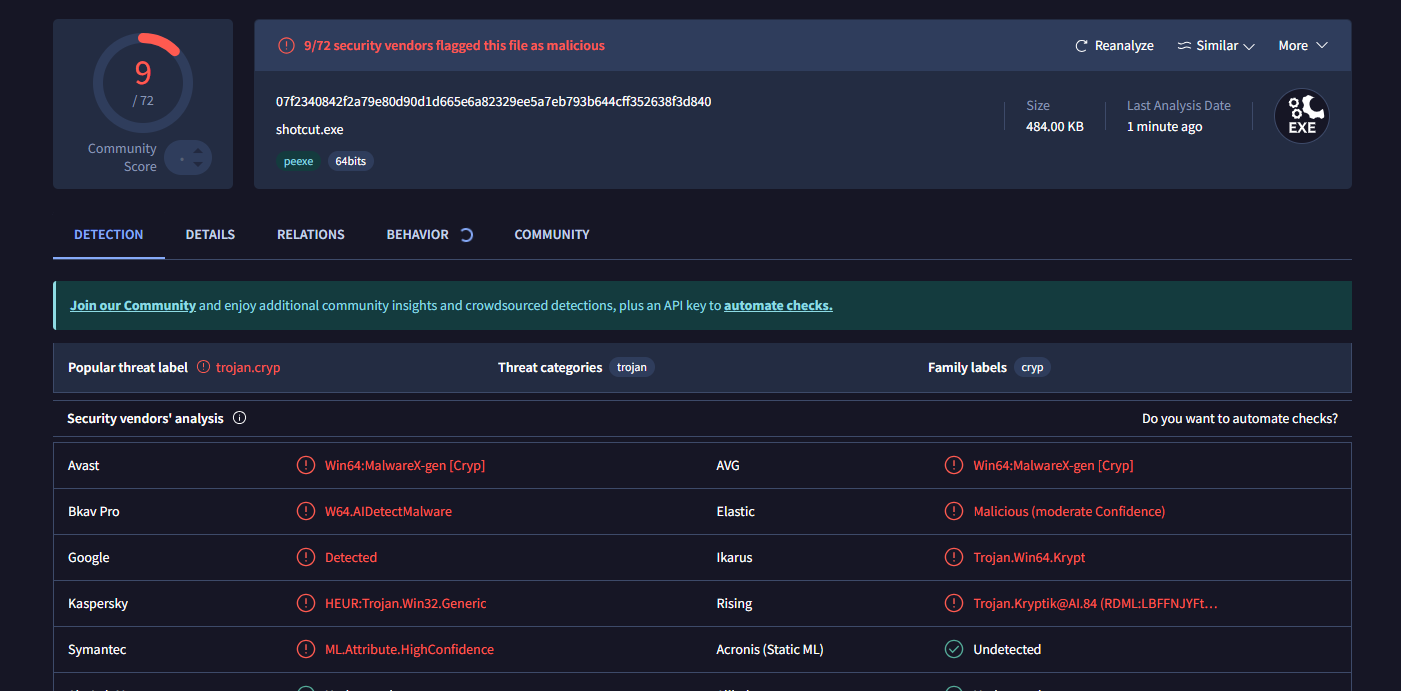 9
/ 72
Community
Score
9/72 security vendors flagged this file as malicious
Reanalyze
Similar
More
07f2340842f2a79e80d90d1d665e6a82329ee5a7eb793b644cff352638f3d840
shotcut.exe
peexe
64bits
Size
484.00 KB
Last Analysis Date
1 minute ago
EXE
DETECTION
DETAILS
RELATIONS
BEHAVIOR
COMMUNITY
Join our Community and enjoy additional community insights and crowdsourced detections, plus an API key to automate checks.
Popular threat label
trojan.cryp
Threat categories
trojan
Family labels
cryp
Security vendors' analysis
Do you want to automate checks?
Avast
Win64:MalwareX-gen [Cryp]
AVG
Win64:MalwareX-gen [Cryp]
Bkav Pro
W64.AIDetectMalware
Elastic
Malicious (moderate Confidence)
Google
Detected
Ikarus
Trojan.Win64.Krypt
Kaspersky
HEUR:Trojan.Win32.Generic
Rising
Trojan.Kryptik@AI.84 (RDML:LBFFNJYFt...
Symantec
ML.Attribute.HighConfidence
Acronis (Static ML)
Undetected